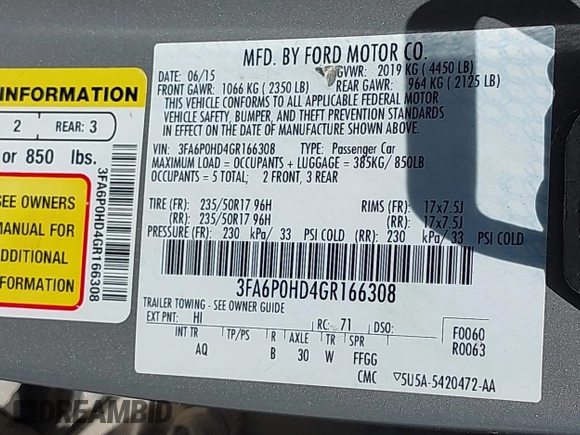 MFD. BY FORD MOTOR CO.
06/15 GVWR: 2019 KG ( 4450 LB)
FRONT GAWR: 1066 KG ( 2350 LB) REAR GAWR: 964 KG ( 2125 LB)
THIS VEHICLE CONFORMS TO ALL APPLICABLE FEDERAL MOTOR
VEHICLE SAFETY, BUMPER, AND THEFT PREVENTION STANDARDS
IN EFFECT ON THE DATE OF MANUFACTURE SHOWN ABOVE.
VIN: 3FA6P0HD4GR166308 TYPE: Passenger Car
MAXIMUM LOAD = OCCUPANTS + LUGGAGE = 385KG/ 850LB
OCCUPANTS = 5 TOTAL; 2 FRONT, 3 REAR
TIRE (FR): 235/50R17 96H RIMS (FR): 17x7.5J
(RR): 235/50R17 96H (RR): 17x7.5J
PRESSURE (FR): 230 kPa/ 33 PSI COLD (RR): 230 kPa/ 33 PSI COLD
3FA6P0HD4GR166308
TRAILER TOWING - SEE OWNER GUIDE
EXT PNT: HI RC: 71 DSO: F0060
R0063
INT TR TP/PS R AXLE TR SPR
AQ B 30 W FFGG
CMC 5U5A-5420472-AA
INFORMATION
2 REAR: 3
or 850 lbs.
SEE OWNERS
MANUAL FOR
ADDITIONAL
INFORMATION
3FA6P0HD4GR166308
DREAMBID